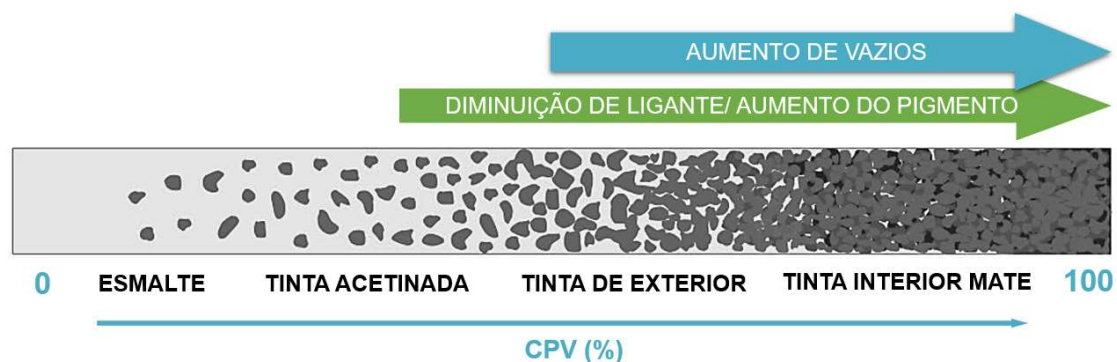 AUMENTO DE VAZIOS
DIMINUIÇÃO DE LIGANTE/ AUMENTO DO PIGMENTO
0 ESMALTE TINTA ACETINADA TINTA DE EXTERIOR TINTA INTERIOR MATE 100
CPV (%)